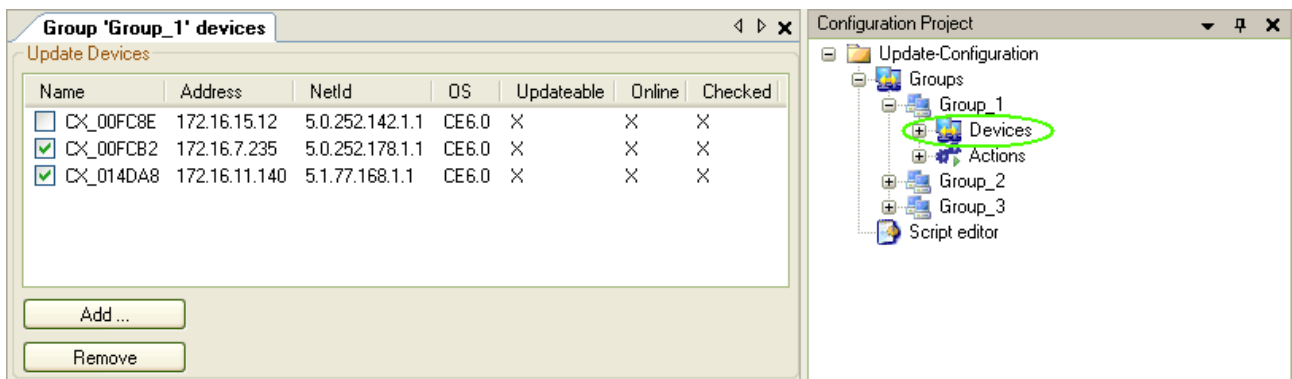 Group 'Group_1' devices
Update Devices
Name Address NetId OS Updateable Online Checked
CX_00FC8E 172.16.15.12 5.0.252.142.1.1 CE6.0 X X X
CX_00FCB2 172.16.7.235 5.0.252.178.1.1 CE6.0 X X X
CX_014DA8 172.16.11.140 5.1.77.168.1.1 CE6.0 X X X
Add ...
Remove
Configuration Project
Update-Configuration
Groups
Group_1
Devices
Actions
Group_2
Group_3
Script editor